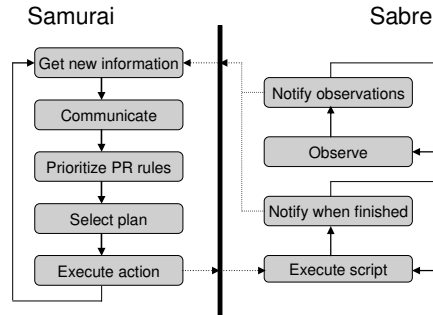 Samurai
Sabre
Get new information
Communicate
Prioritize PR rules
Select plan
Execute action
Notify observations
Observe
Notify when finished
Execute script